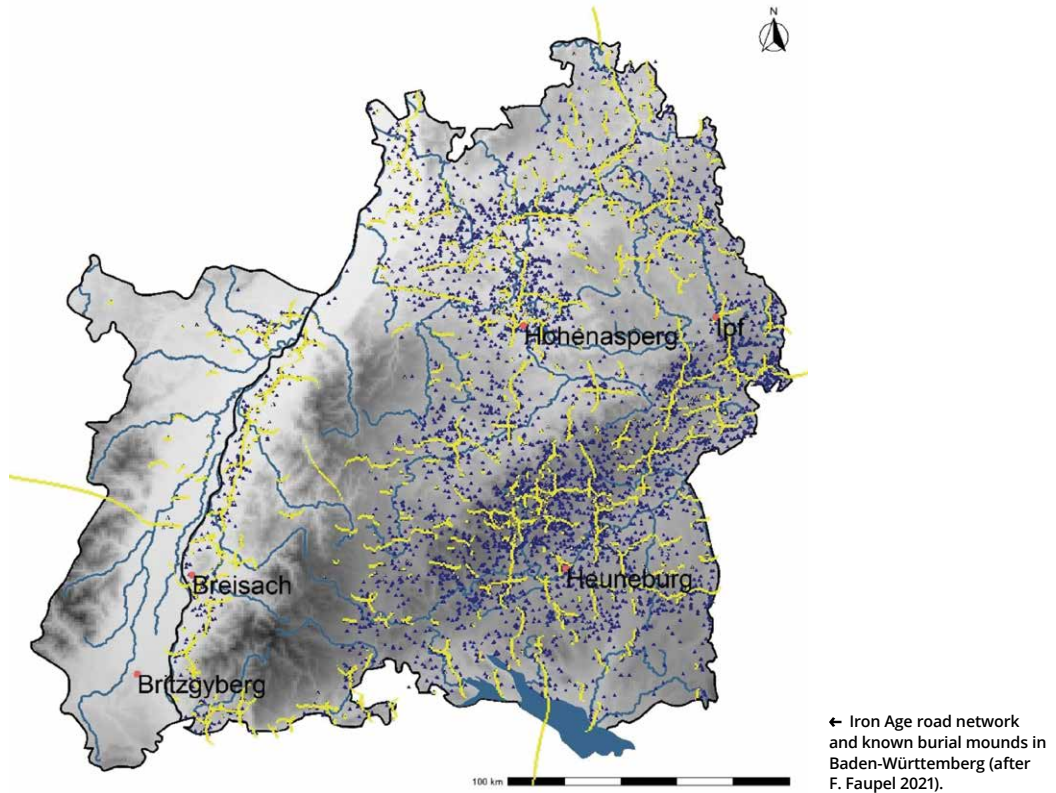 N
Hohenasperg
Ipf
Heuneburg
Breisach
Britzgyberg
100 km
← Iron Age road network
and known burial mounds in
Baden-Württemberg (after
F. Faupel 2021).